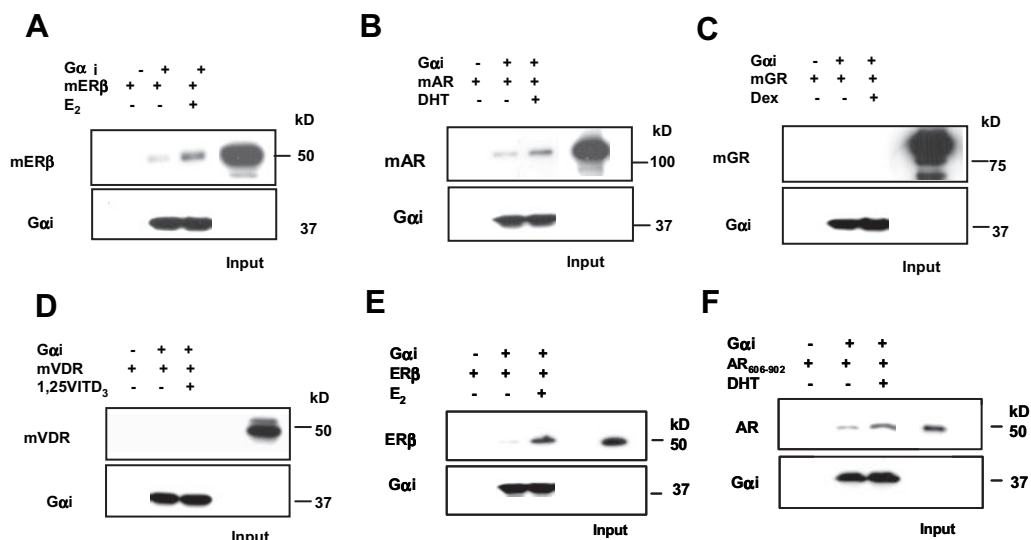 A
Gα i - + +
mERβ + + +
E2 - - +
kD
mERβ
50
Gαi
37
Input
B
Gαi - + +
mAR + + +
DHT - - +
kD
mAR
100
Gαi
37
Input
C
Gαi - + +
mGR + + +
Dex - - +
kD
mGR
75
Gαi
37
Input
D
Gαi - + +
mVDR + + +
1,25VITD3 - - +
kD
mVDR
50
Gαi
37
Input
E
Gαi - + +
ERβ + + +
E2 - - +
kD
ERβ
50
Gαi
37
Input
F
Gαi - + +
AR606-902 + + +
DHT - - +
kD
AR
50
Gαi
37
Input